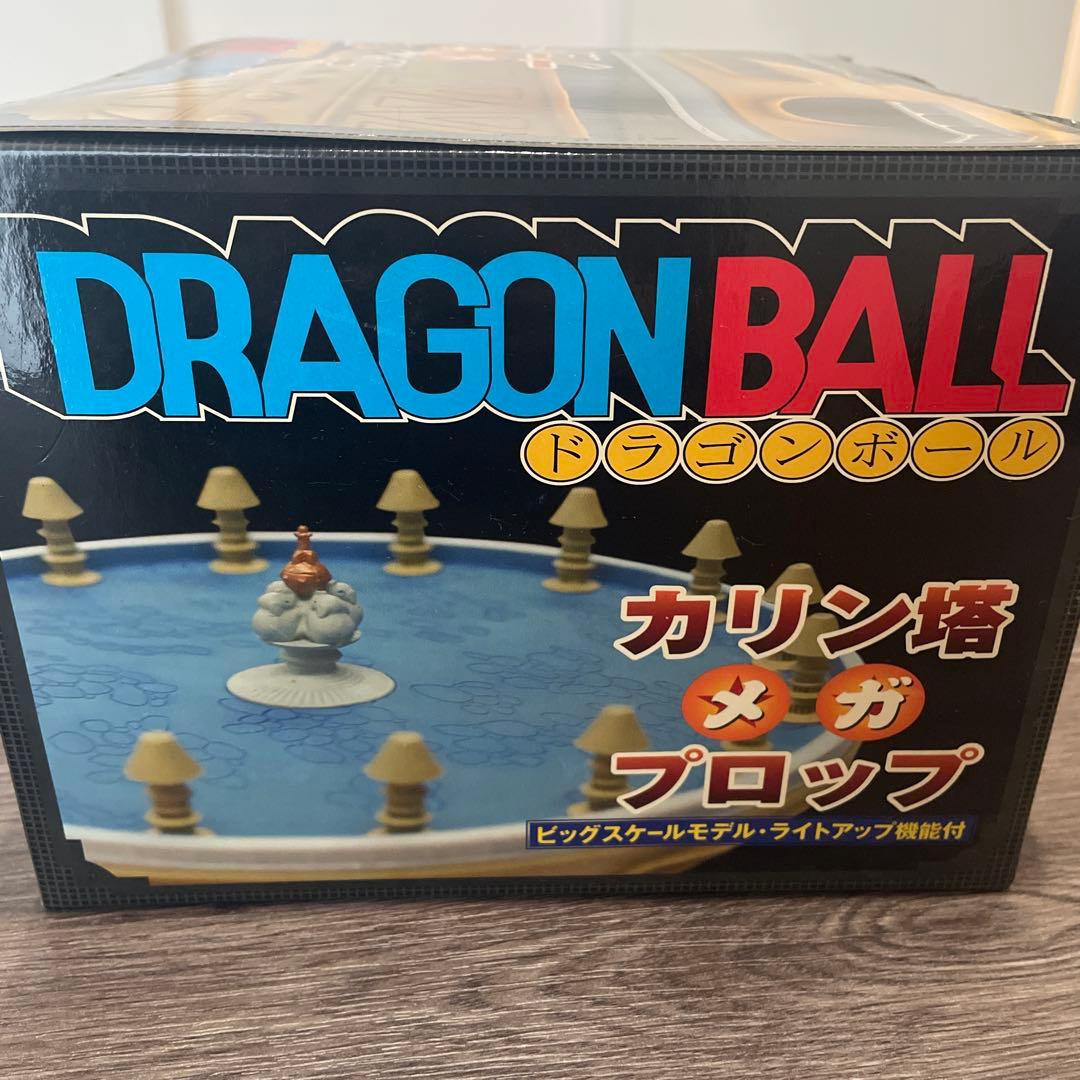 DRAGON BALL
ドラゴンボール
カリン塔
メガ
プロップ
ビッグスケールモデル・ライトアップ機能付